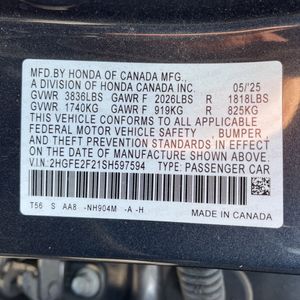 MFD.BY HONDA OF CANADA MFG., 05/'25
A DIVISION OF HONDA CANADA INC.
GVWR 3836LBS GAWR F 2026LBS R 1818LBS
GVWR 1740KG GAWR F 919KG R 825KG
THIS VEHICLE CONFORMS TO ALL APPLICABLE
FEDERAL MOTOR VEHICLE SAFETY, BUMPER,
AND THEFT PREVENTION STANDARDS IN EFFECT
ON THE DATE OF MANUFACTURE SHOWN ABOVE.
V.I.N:2HGFE2F21SH597594 TYPE:PASSENGER CAR
T56 S AA8 -NH904M -A -H
MADE IN CANADA